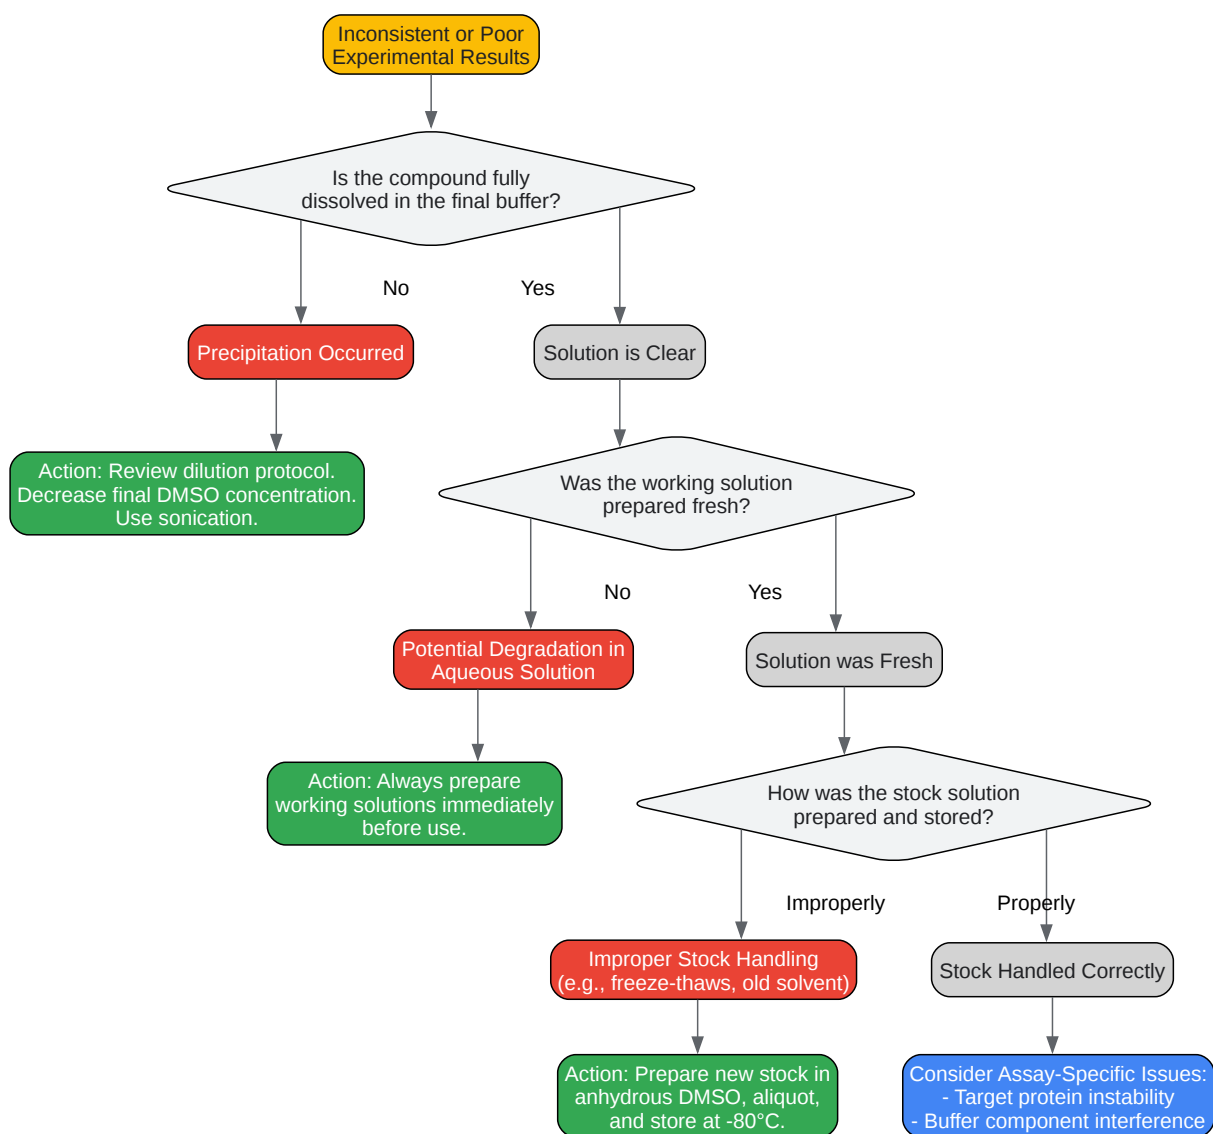 Inconsistent or Poor
Experimental Results
Is the compound fully
dissolved in the final buffer?
No
Yes
Precipitation Occurred
Solution is Clear
Action: Review dilution protocol.
Decrease final DMSO concentration.
Use sonication.
Was the working solution
prepared fresh?
No
Yes
Potential Degradation in
Aqueous Solution
Solution was Fresh
Action: Always prepare
working solutions immediately
before use.
How was the stock solution
prepared and stored?
Improperly
Properly
Improper Stock Handling
(e.g., freeze-thaws, old solvent)
Stock Handled Correctly
Action: Prepare new stock in
anhydrous DMSO, aliquot,
and store at -80°C.
Consider Assay-Specific Issues:
- Target protein instability
- Buffer component interference